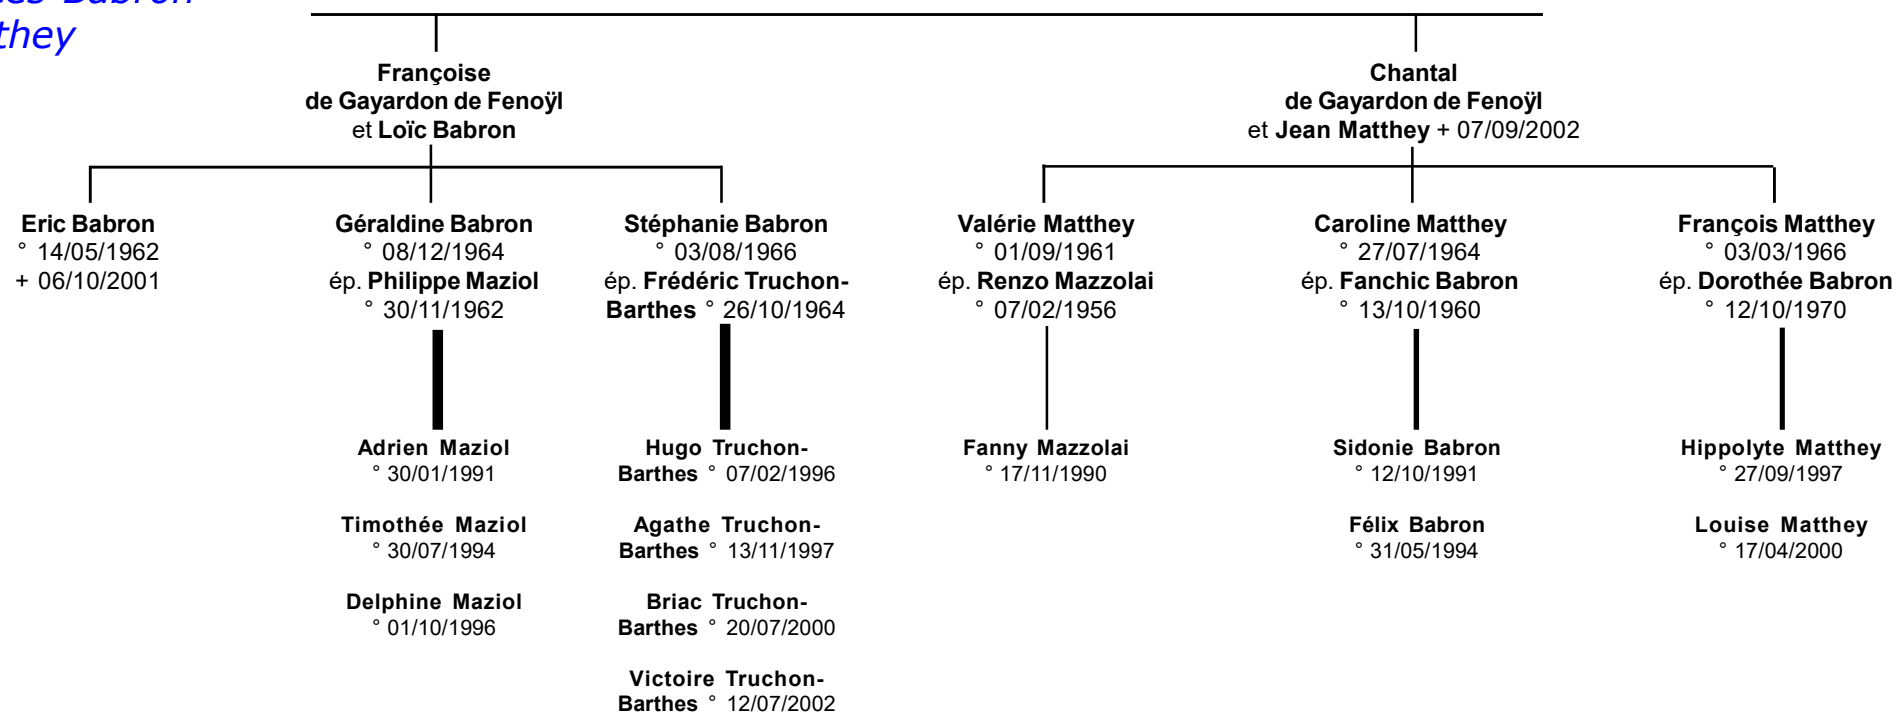 Babron
Françoise
de Gayardon de Fenoÿl
et Loïc Babron
Chantal
de Gayardon de Fenoÿl
et Jean Matthey + 07/09/2002
Eric Babron
° 14/05/1962
+ 06/10/2001
Géraldine Babron
° 08/12/1964
ép. Philippe Maziol
° 30/11/1962
Stéphanie Babron
° 03/08/1966
ép. Frédéric Truchon-
Barthes ° 26/10/1964
Valérie Matthey
° 01/09/1961
ép. Renzo Mazzolai
° 07/02/1956
Caroline Matthey
° 27/07/1964
ép. Fanchic Babron
° 13/10/1960
François Matthey
° 03/03/1966
ép. Dorothée Babron
° 12/10/1970
Adrien Maziol
° 30/01/1991
Timothée Maziol
° 30/07/1994
Delphine Maziol
° 01/10/1996
Hugo Truchon-
Barthes ° 07/02/1996
Agathe Truchon-
Barthes ° 13/11/1997
Briac Truchon-
Barthes ° 20/07/2000
Victoire Truchon-
Barthes ° 12/07/2002
Fanny Mazzolai
° 17/11/1990
Sidonie Babron
° 12/10/1991
Félix Babron
° 31/05/1994
Hippolyte Matthey
° 27/09/1997
Louise Matthey
° 17/04/2000